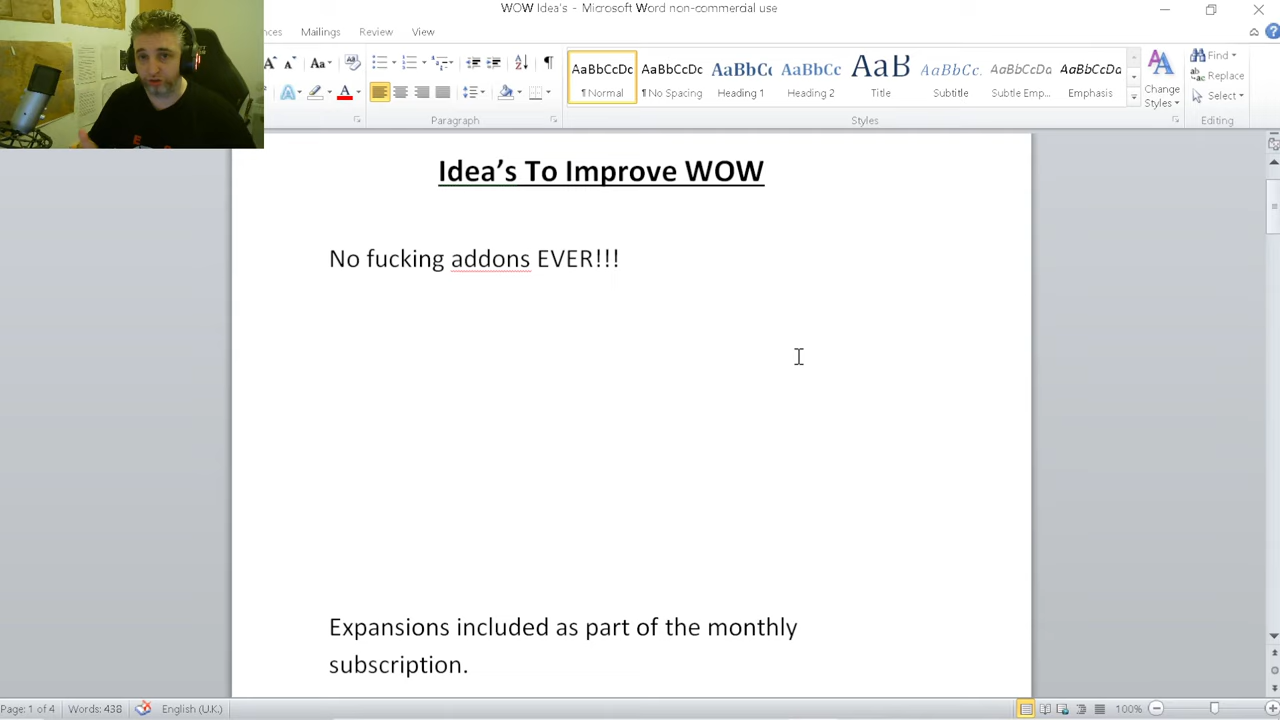 WOW Idea's - Microsoft Word non-commercial use
Mailings Review View
Aa
AaBbCcDc AaBbCcDc AaBbCc AaBbCc AaB AaBbCc. AaBbCcDa AaBbCcDa
¶ Normal ¶ No Spacing Heading 1 Heading 2 Title Subtitle Subtle Emp... Emphasis
Change Styles
Find
Replace
Select
Paragraph Styles Editing
Idea's To Improve WOW
No fucking addons EVER!!!
Expansions included as part of the monthly
subscription.
Page: 1 of 4 Words: 438 English (U.K.) 100%